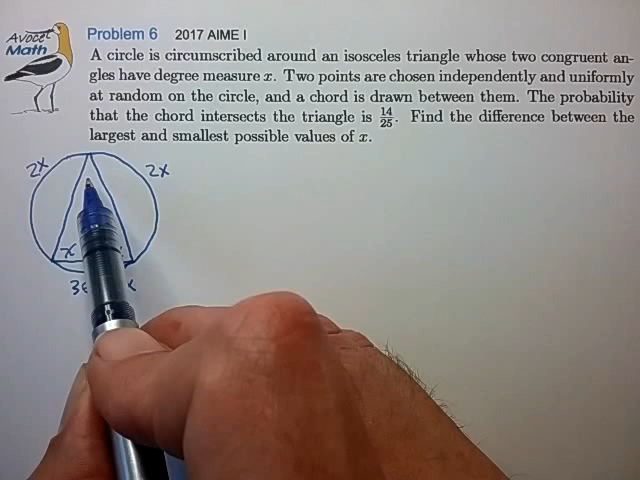 Avocet
Math
Problem 6 2017 AIME I
A circle is circumscribed around an isosceles triangle whose two congruent an-
gles have degree measure x. Two points are chosen independently and uniformly
at random on the circle, and a chord is drawn between them. The probability
that the chord intersects the triangle is 14/25. Find the difference between the
largest and smallest possible values of x.
2x 2x
x